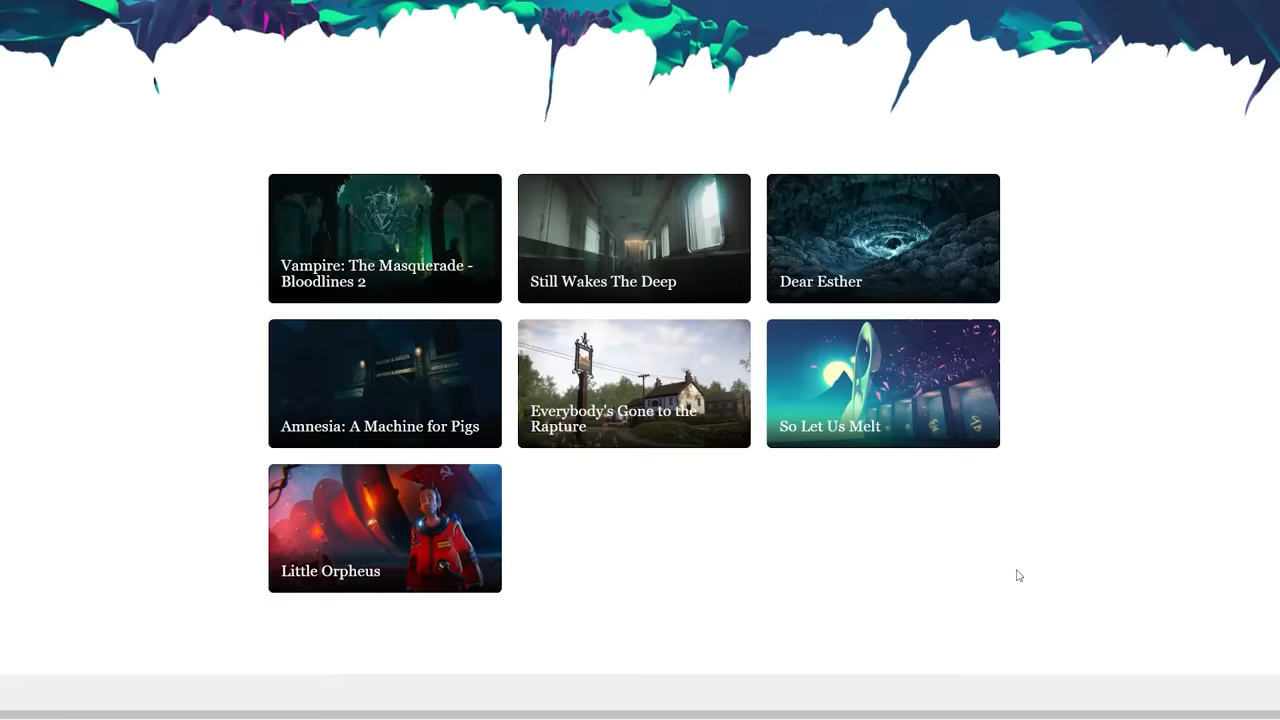 Vampire: The Masquerade -
Bloodlines 2
Still Wakes The Deep
Dear Esther
Amnesia: A Machine for Pigs
Everybody's Gone to the
Rapture
So Let Us Melt
Little Orpheus